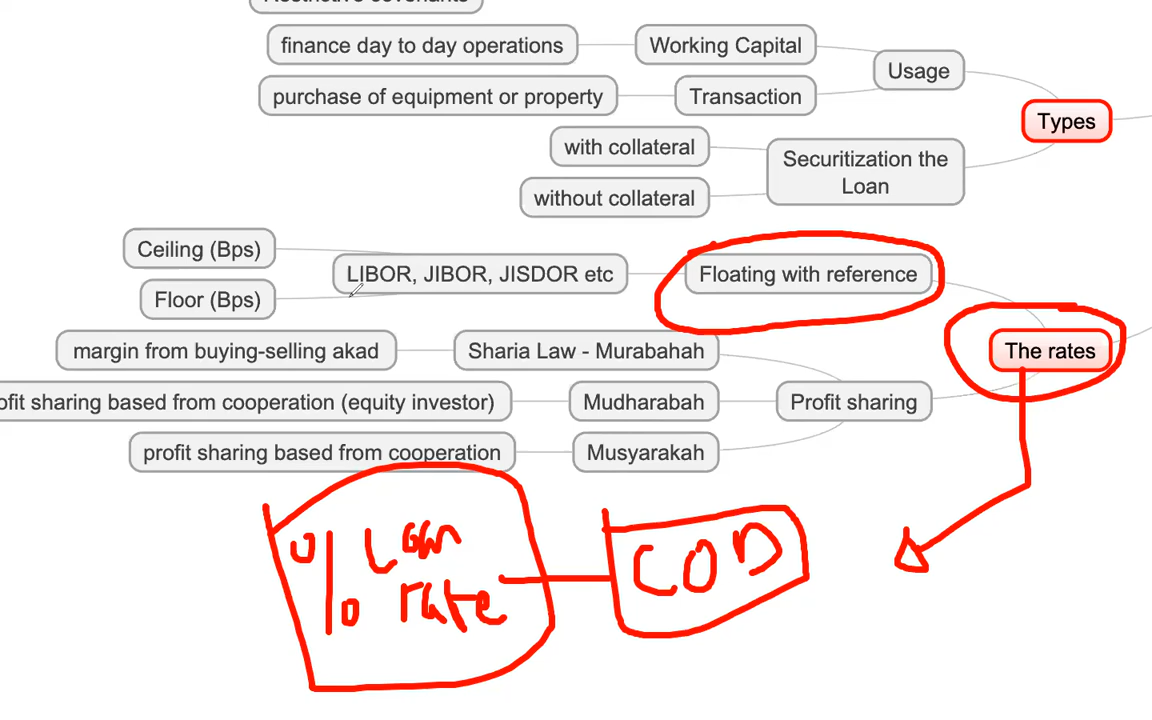 finance day to day operations
Working Capital
Usage
purchase of equipment or property
Transaction
Types
with collateral
Securitization the
Loan
without collateral
Ceiling (Bps)
LIBOR, JIBOR, JISDOR etc
Floating with reference
Floor (Bps)
margin from buying-selling akad
Sharia Law - Murabahah
The rates
sharing based from cooperation (equity investor)
Mudharabah
Profit sharing
profit sharing based from cooperation
Musyarakah
% Loan
rate
COD